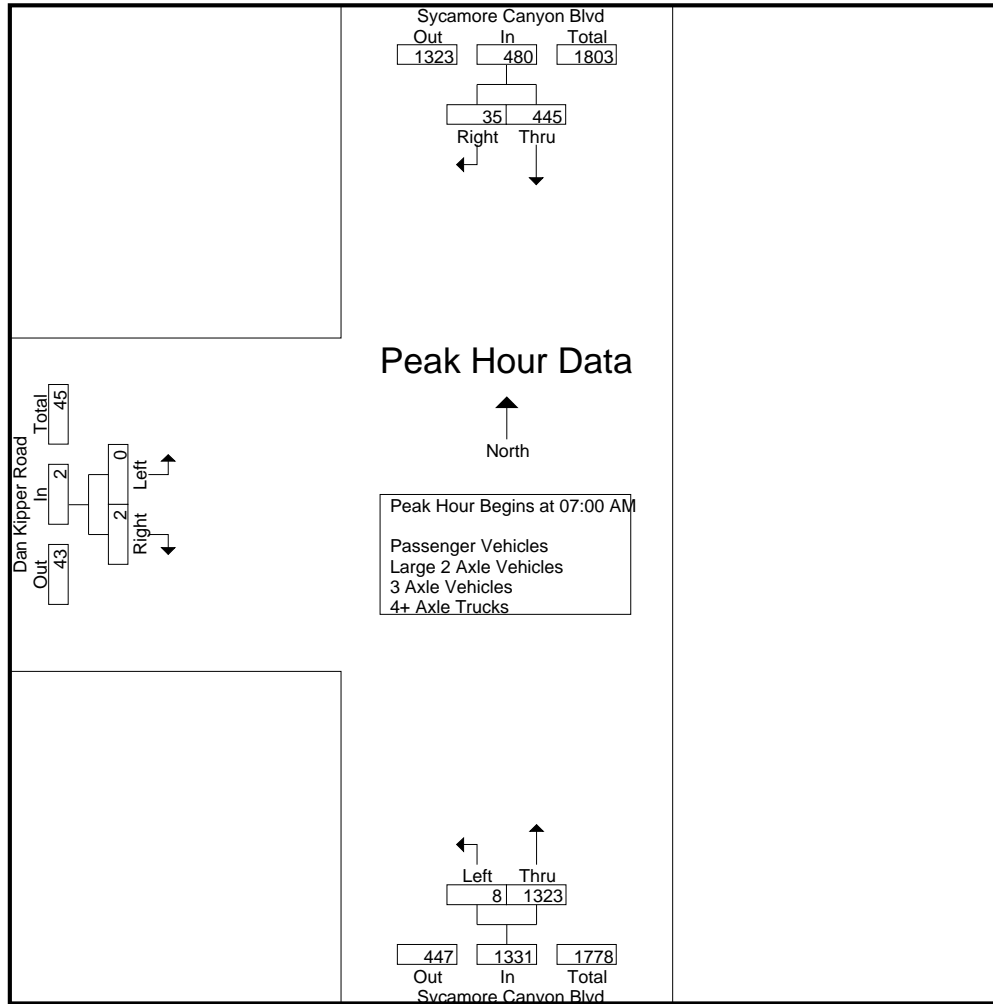 Sycamore Canyon Blvd
Out In Total
1323 480 1803
35 445
Right Thru
Peak Hour Data
North
Dan Kipper Road
Out In Total
43 2 45
2 0
Right Left
Peak Hour Begins at 07:00 AM
Passenger Vehicles
Large 2 Axle Vehicles
3 Axle Vehicles
4+ Axle Trucks
Left Thru
8 1323
447 1331 1778
Out In Total
Sycamore Canyon Blvd